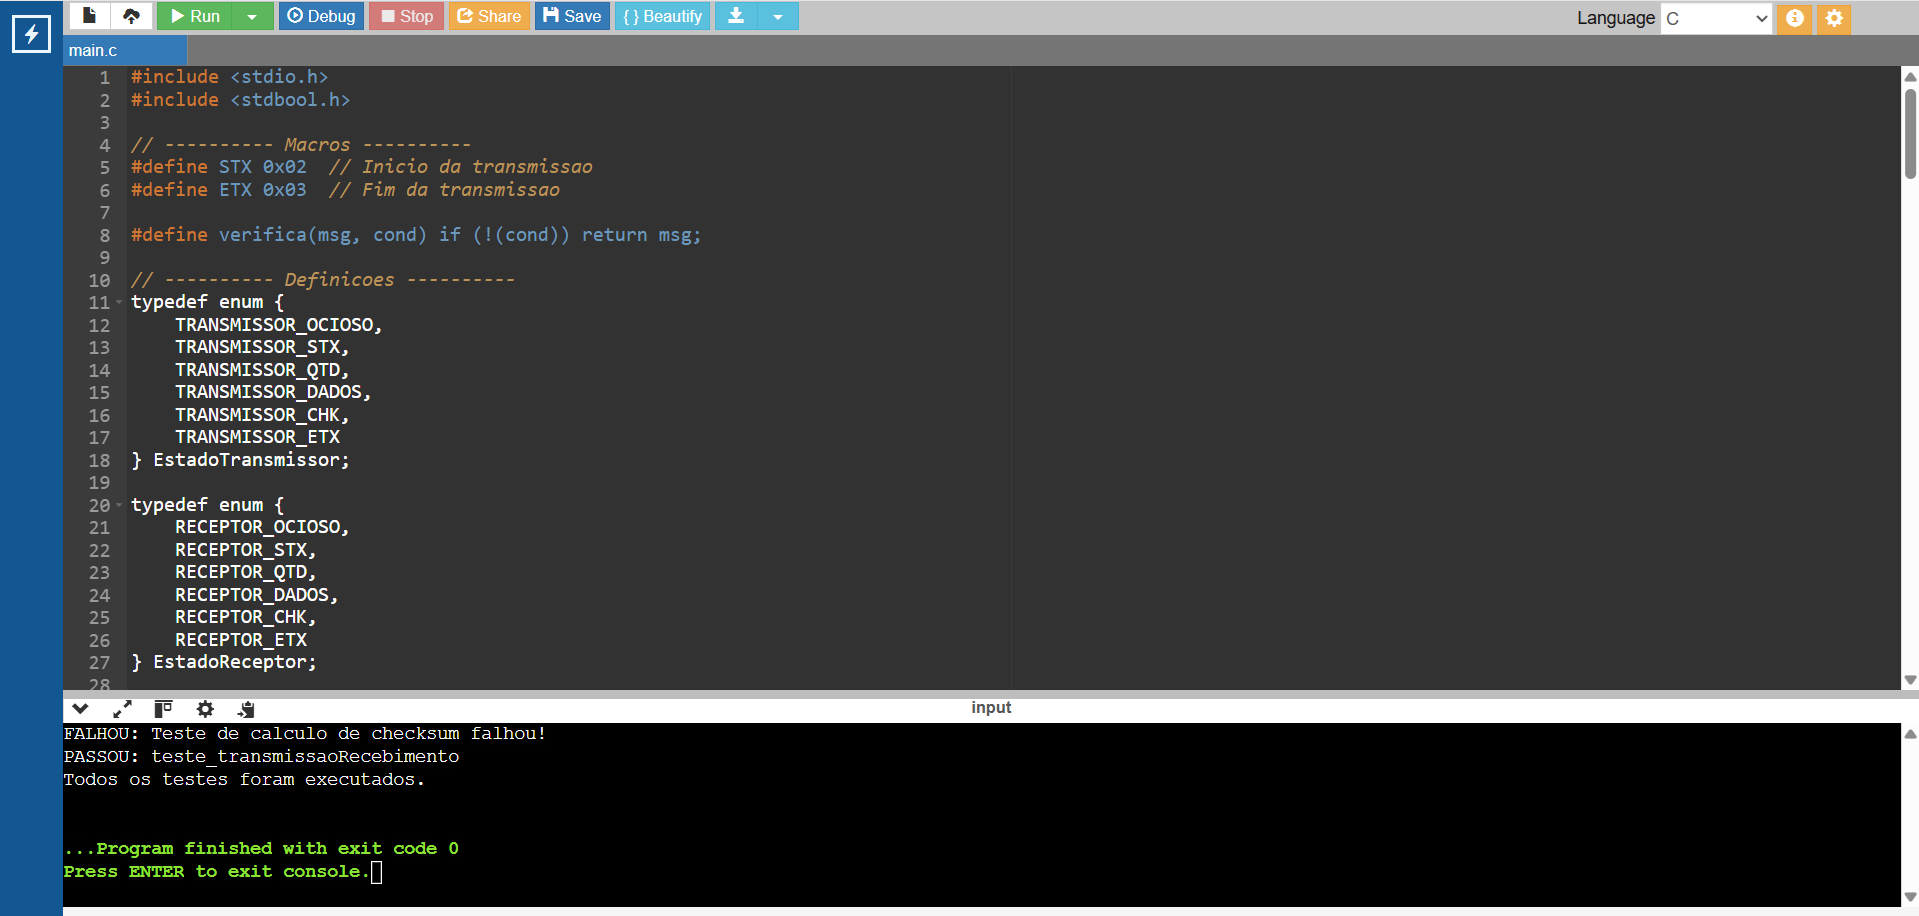 Run Debug Stop Share Save { } Beautify Language C
main.c
1 #include <stdio.h>
2 #include <stdbool.h>
3
4 // ---------- Macros ----------
5 #define STX 0x02  // Inicio da transmissao
6 #define ETX 0x03  // Fim da transmissao
7
8 #define verifica(msg, cond) if (!(cond)) return msg;
9
10 // ---------- Definicoes ----------
11 typedef enum {
12     TRANSMISSOR_OCIOSO,
13     TRANSMISSOR_STX,
14     TRANSMISSOR_QTD,
15     TRANSMISSOR_DADOS,
16     TRANSMISSOR_CHK,
17     TRANSMISSOR_ETX
18 } EstadoTransmissor;
19
20 typedef enum {
21     RECEPTOR_OCIOSO,
22     RECEPTOR_STX,
23     RECEPTOR_QTD,
24     RECEPTOR_DADOS,
25     RECEPTOR_CHK,
26     RECEPTOR_ETX
27 } EstadoReceptor;
28
input
FALHOU: Teste de calculo de checksum falhou!
PASSOU: teste_transmissaoRecebimento
Todos os testes foram executados.
...Program finished with exit code 0
Press ENTER to exit console.